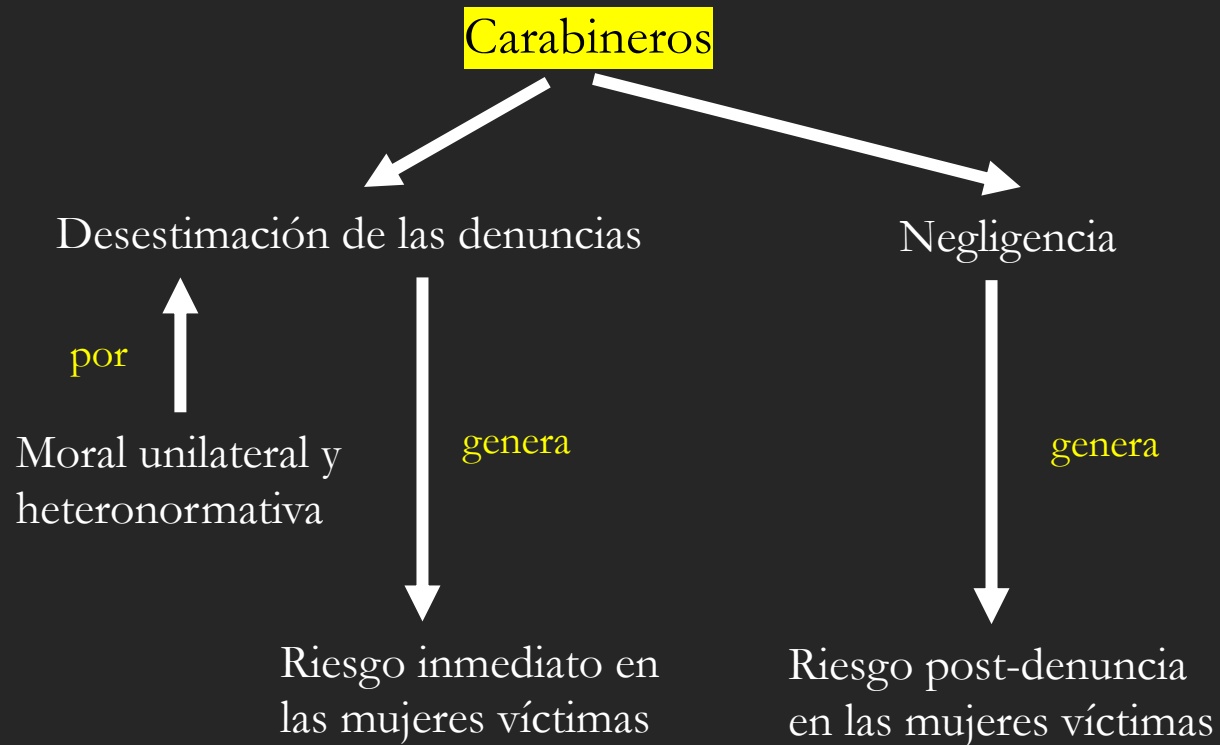 Carabineros
Desestimación de las denuncias
Negligencia
por
Moral unilateral y
heteronormativa
genera
genera
Riesgo inmediato en
las mujeres víctimas
Riesgo post-denuncia
en las mujeres víctimas